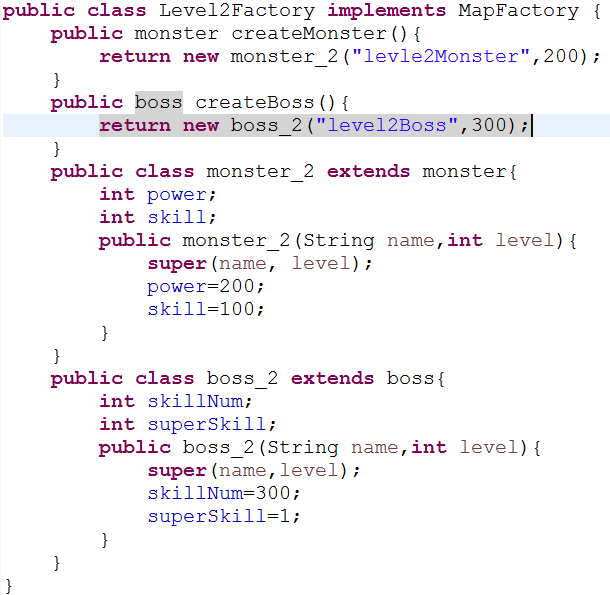 public class Level2Factory implements MapFactory {
    public monster createMonster(){
        return new monster_2("levle2Monster",200);
    }
    public boss createBoss(){
        return new boss_2("level2Boss",300);
    }
    public class monster_2 extends monster{
        int power;
        int skill;
        public monster_2(String name,int level){
            super(name, level);
            power=200;
            skill=100;
        }
    }
    public class boss_2 extends boss{
        int skillNum;
        int superSkill;
        public boss_2(String name,int level){
            super(name,level);
            skillNum=300;
            superSkill=1;
        }
    }
}